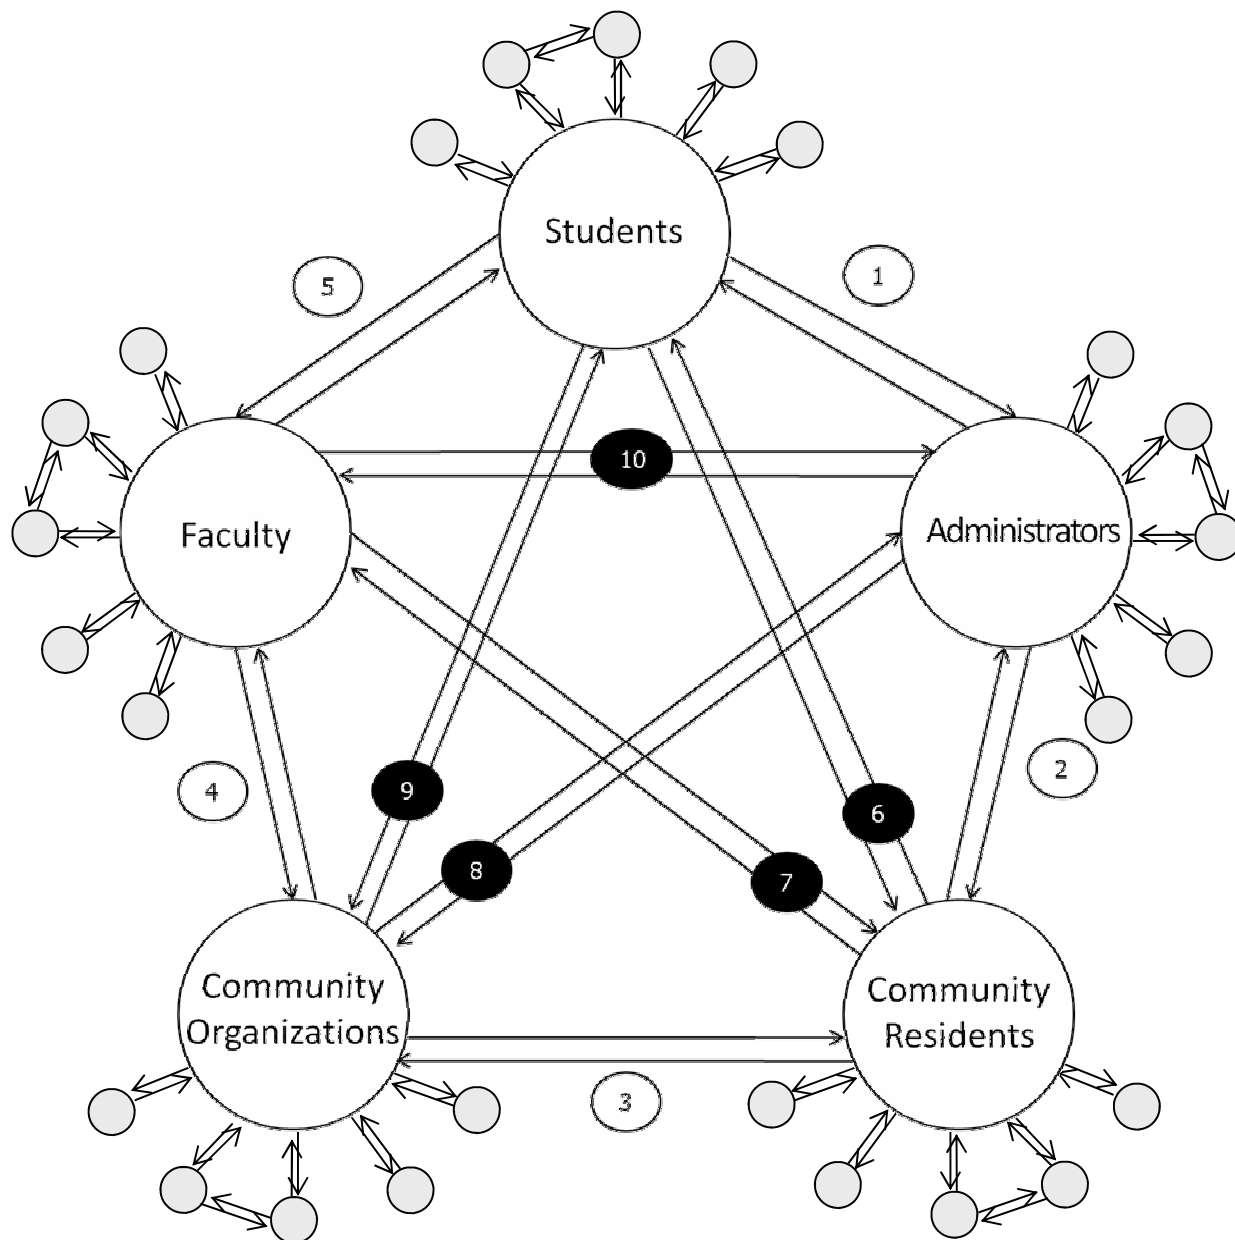 Students
5
1
10
Faculty
Administrators
4
9
8
7
6
2
Community
Organizations
Community
Residents
3